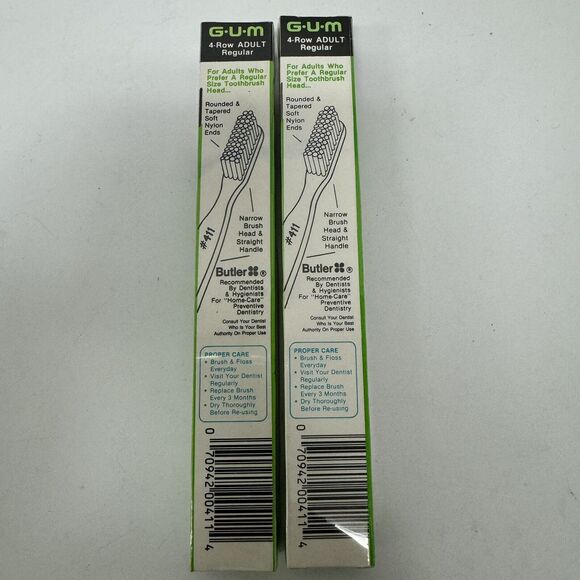 G·U·M
4-Row ADULT
Regular
For Adults Who
Prefer A Regular
Size Toothbrush
Head...
Rounded &
Tapered
Soft
Nylon
Ends
#411
Narrow
Brush
Head &
Straight
Handle
Butler®
Recommended
By Dentists
& Hygienists
For "Home-Care"
Preventive
Dentistry
Consult Your Dentist
Who Is Your Best
Authority On Proper Use
PROPER CARE
• Brush & Floss
Everyday
• Visit Your Dentist
Regularly
• Replace Brush
Every 3 Months
• Dry Thoroughly
Before Re-using
0 70942 00411 4
G·U·M
4-Row ADULT
Regular
For Adults Who
Prefer A Regular
Size Toothbrush
Head...
Rounded &
Tapered
Soft
Nylon
Ends
#411
Narrow
Brush
Head &
Straight
Handle
Butler®
Recommended
By Dentists
& Hygienists
For "Home-Care"
Preventive
Dentistry
Consult Your Dentist
Who Is Your Best
Authority On Proper Use
PROPER CARE
• Brush & Floss
Everyday
• Visit Your Dentist
Regularly
• Replace Brush
Every 3 Months
• Dry Thoroughly
Before Re-using
0 70942 00411 4